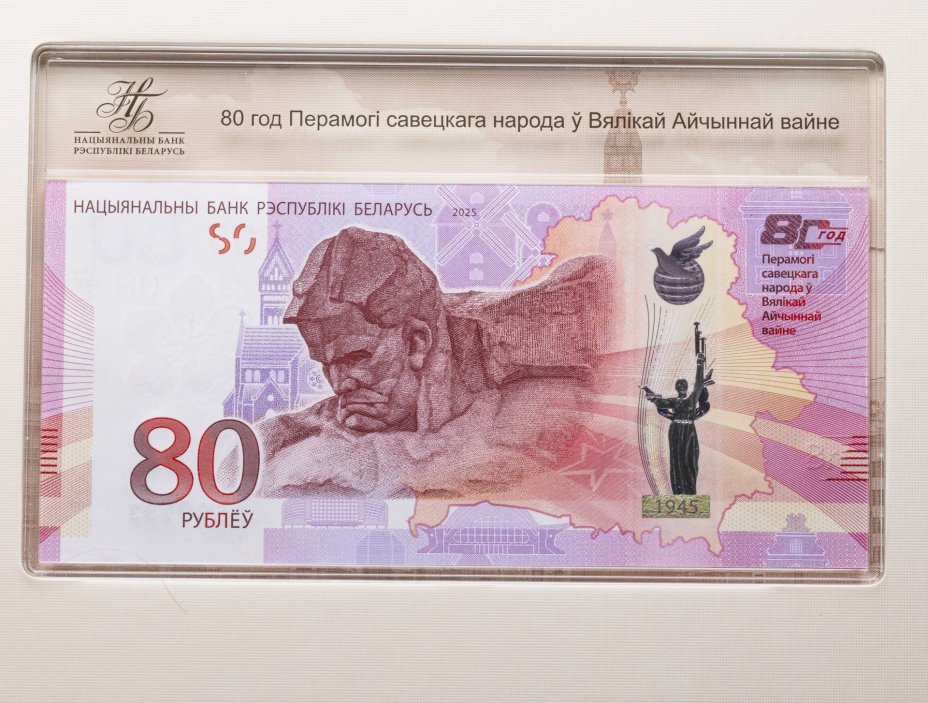 НАЦЫЯНАЛЬНЫ БАНК
РЭСПУБЛІКІ БЕЛАРУСЬ
80 год Перамогі савецкага народа ў Вялікай Айчыннай вайне
НАЦЫЯНАЛЬНЫ БАНК РЭСПУБЛІКІ БЕЛАРУСЬ 2025
80 год
Перамогі
савецкага
народа ў
Вялікай
Айчыннай
вайне
80
РУБЛЁЎ
1945